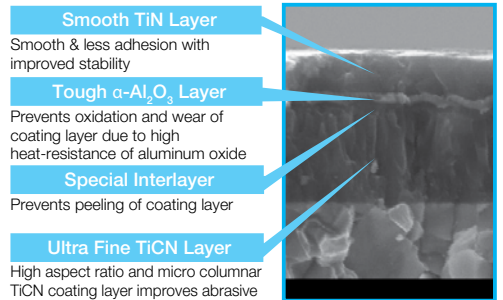 Smooth TiN Layer
Smooth & less adhesion with
improved stability
Tough α-Al₂O₃ Layer
Prevents oxidation and wear of
coating layer due to high
heat-resistance of aluminum oxide
Special Interlayer
Prevents peeling of coating layer
Ultra Fine TiCN Layer
High aspect ratio and micro columnar
TiCN coating layer improves abrasive